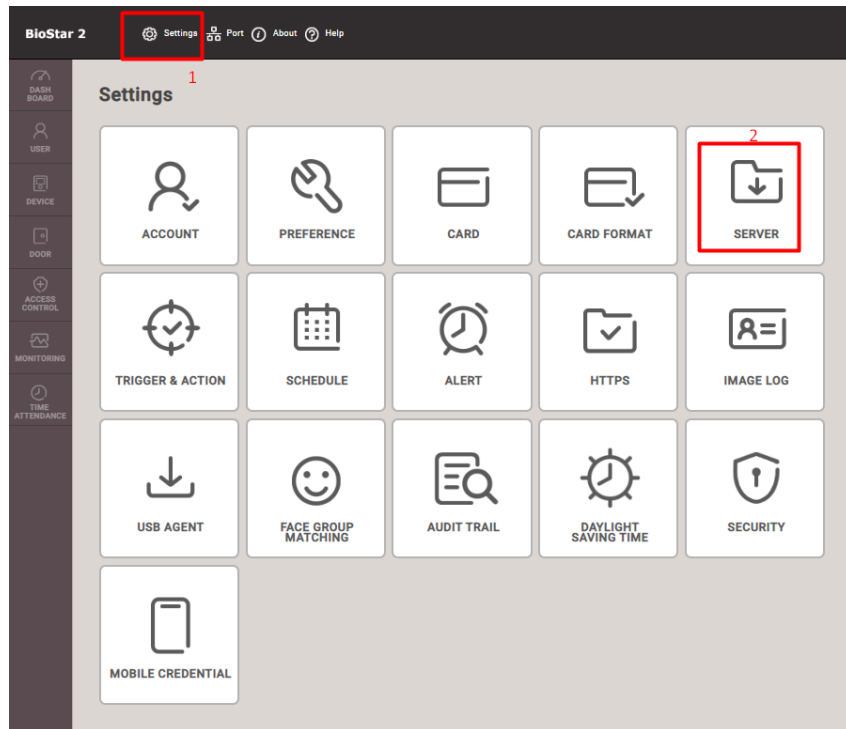 BioStar 2 Settings Port About Help
1
DASH
BOARD
USER
DEVICE
DOOR
ACCESS
CONTROL
MONITORING
TIME
ATTENDANCE
Settings
2
ACCOUNT PREFERENCE CARD CARD FORMAT SERVER
TRIGGER & ACTION SCHEDULE ALERT HTTPS IMAGE LOG
USB AGENT
FACE GROUP
MATCHING
AUDIT TRAIL
DAYLIGHT
SAVING TIME
SECURITY
MOBILE CREDENTIAL